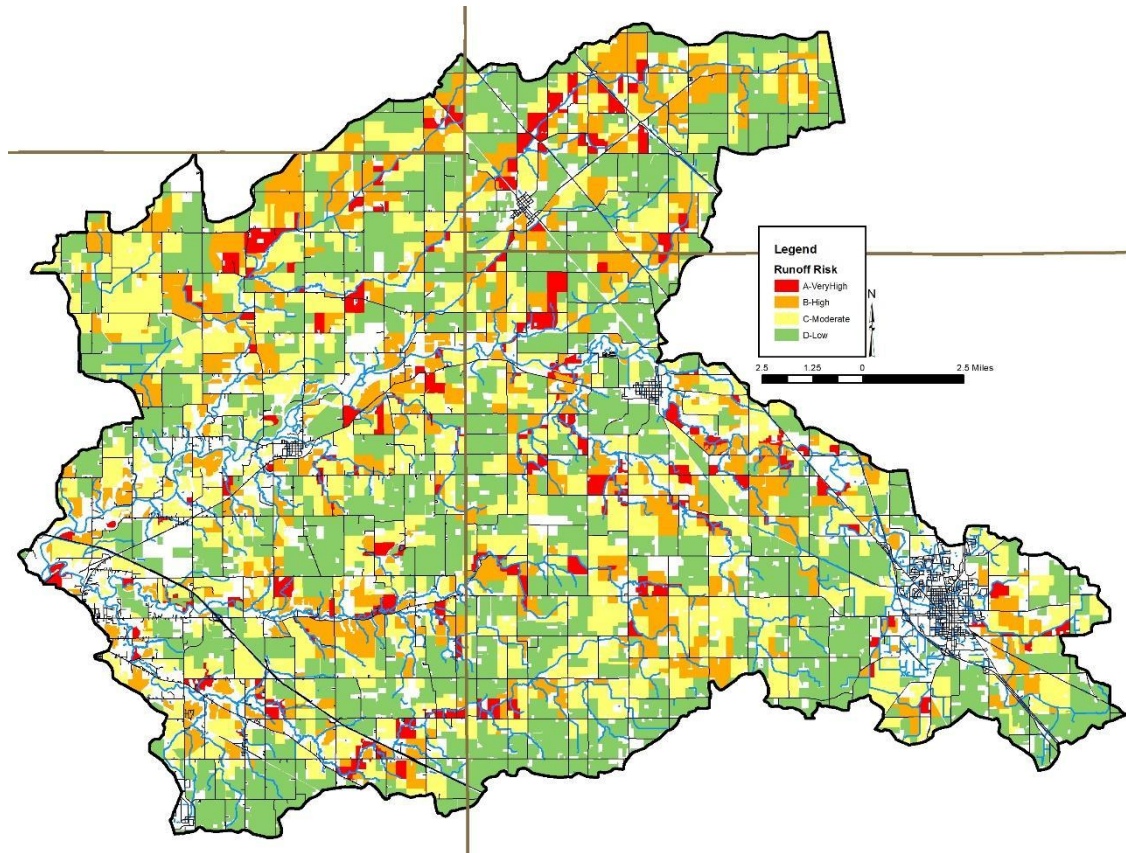 Legend
Runoff Risk
A-VeryHigh
B-High
C-Moderate
D-Low
N
2.5 1.25 0 2.5 Miles